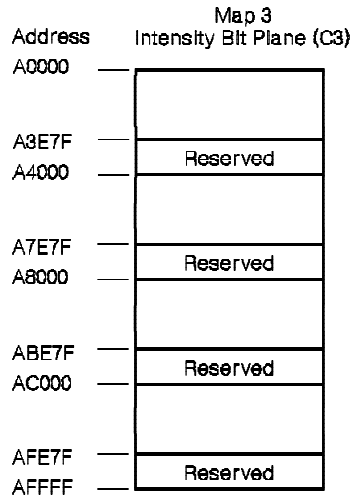 Map 3
Address Intensity Bit Plane (C3)
A0000
A3E7F
Reserved
A4000
A7E7F
Reserved
A8000
ABE7F
Reserved
AC000
AFE7F
Reserved
AFFFF